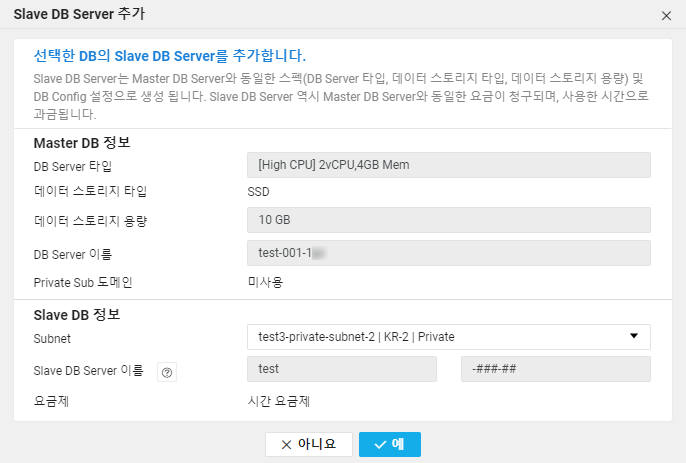 Slave DB Server 추가
선택한 DB의 Slave DB Server를 추가합니다.
Slave DB Server는 Master DB Server와 동일한 스펙(DB Server 타입, 데이터 스토리지 타입, 데이터 스토리지 용량) 및
DB Config 설정으로 생성 됩니다. Slave DB Server 역시 Master DB Server와 동일한 요금이 청구되며, 사용한 시간으로
과금됩니다.
Master DB 정보
DB Server 타입 [High CPU] 2vCPU,4GB Mem
데이터 스토리지 타입 SSD
데이터 스토리지 용량 10 GB
DB Server 이름 test-001-1
Private Sub 도메인 미사용
Slave DB 정보
Subnet test3-private-subnet-2 | KR-2 | Private
Slave DB Server 이름 ? test -###-##
요금제 시간 요금제
아니요 예